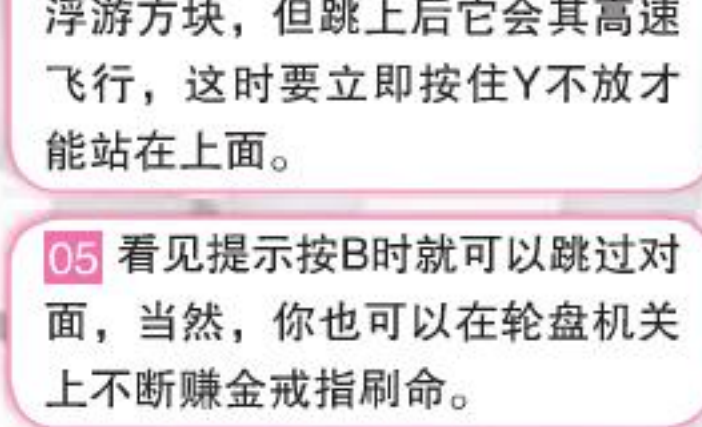 浮游方块，但跳上后它会其高速
飞行，这时要立即按住Y不放才
能站在上面。
05 看见提示按B时就可以跳过对
面，当然，你也可以在轮盘机关
上不断赚金戒指刷命。